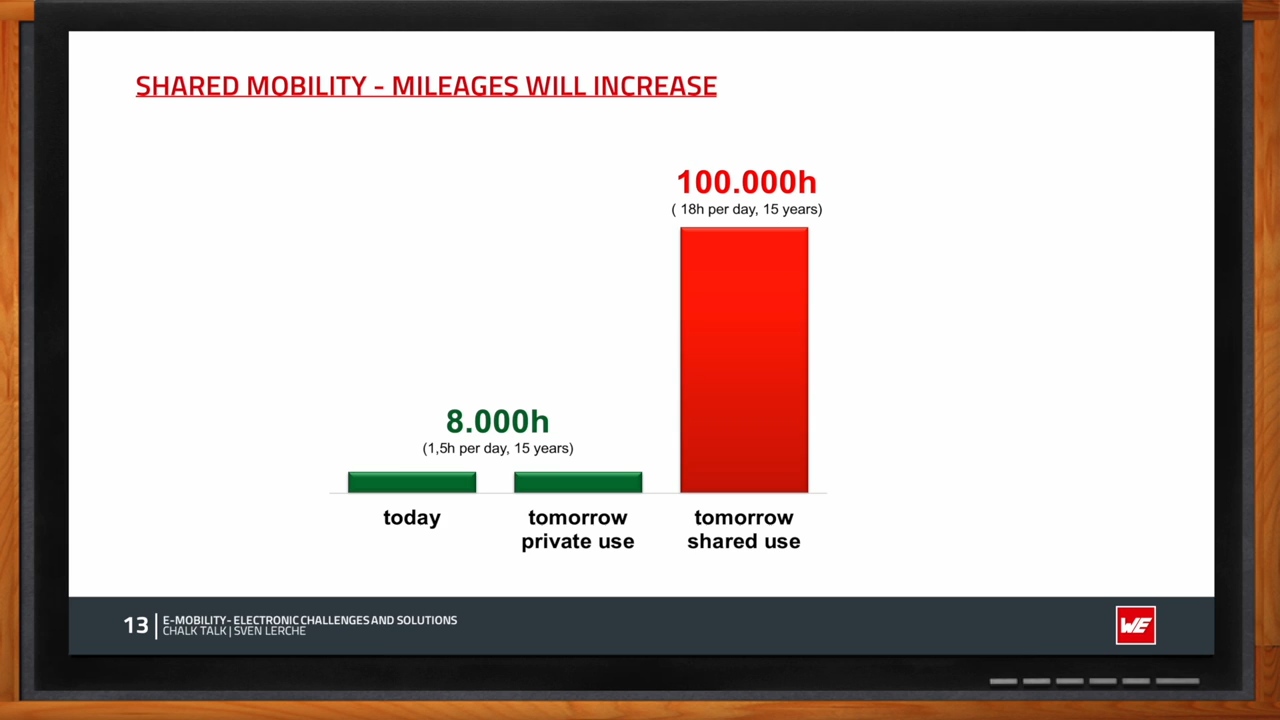 SHARED MOBILITY - MILEAGES WILL INCREASE
100.000h
( 18h per day, 15 years)
8.000h
(1,5h per day, 15 years)
today
tomorrow
private use
tomorrow
shared use
13
E-MOBILITY- ELECTRONIC CHALLENGES AND SOLUTIONS
CHALK TALK | SVEN LERCHE
WE